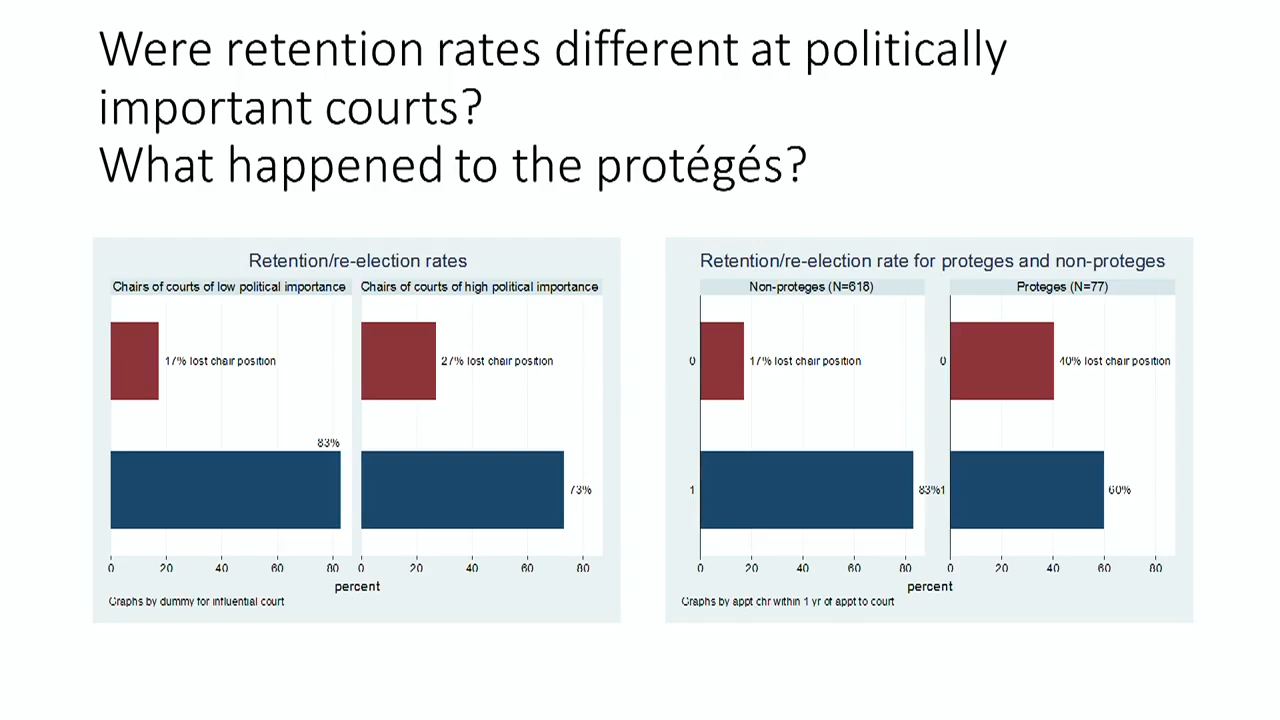 Were retention rates different at politically
important courts?
What happened to the protégés?
Retention/re-election rates
Chairs of courts of low political importance
Chairs of courts of high political importance
17% lost chair position
27% lost chair position
83%
73%
0 20 40 60 80
0 20 40 60 80
percent
Graphs by dummy for influential court
Retention/re-election rate for proteges and non-proteges
Non-proteges (N=618)
Proteges (N=77)
0
17% lost chair position
0
40% lost chair position
1
83%
1
60%
0 20 40 60 80
0 20 40 60 80
percent
Graphs by appt chr within 1 yr of appt to court